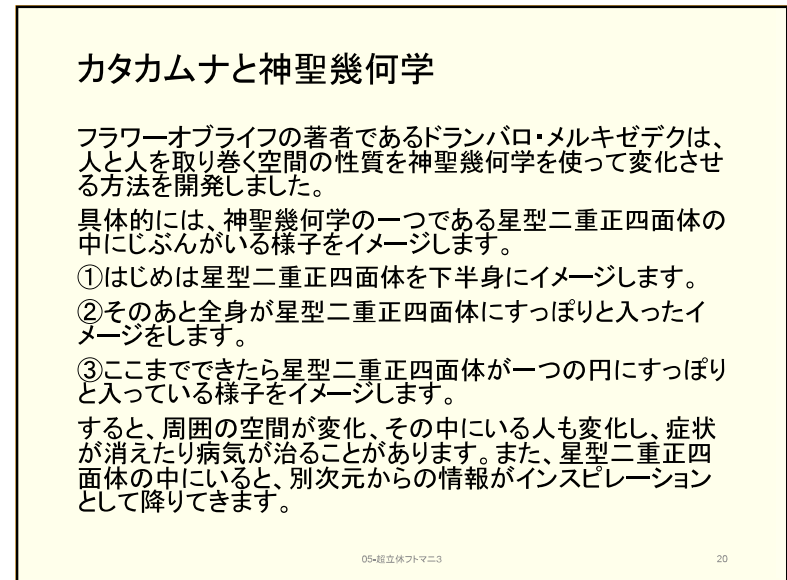 カタカムナと神聖幾何学
フラワーオブライフの著者であるドランバロ・メルキゼデクは、
人と人を取り巻く空間の性質を神聖幾何学を使って変化させ
る方法を開発しました。
具体的には、神聖幾何学の一つである星型二重正四面体の
中にじぶんがいる様子をイメージします。
①はじめは星型二重正四面体を下半身にイメージします。
②そのあと全身が星型二重正四面体にすっぽりと入ったイ
メージをします。
③ここまでできたら星型二重正四面体が一つの円にすっぽり
と入っている様子をイメージします。
すると、周囲の空間が変化、その中にいる人も変化し、症状
が消えたり病気が治ることがあります。また、星型二重正四
面体の中にいると、別次元からの情報がインスピレーション
として降りてきます。
05-超立体フトマニ3
20